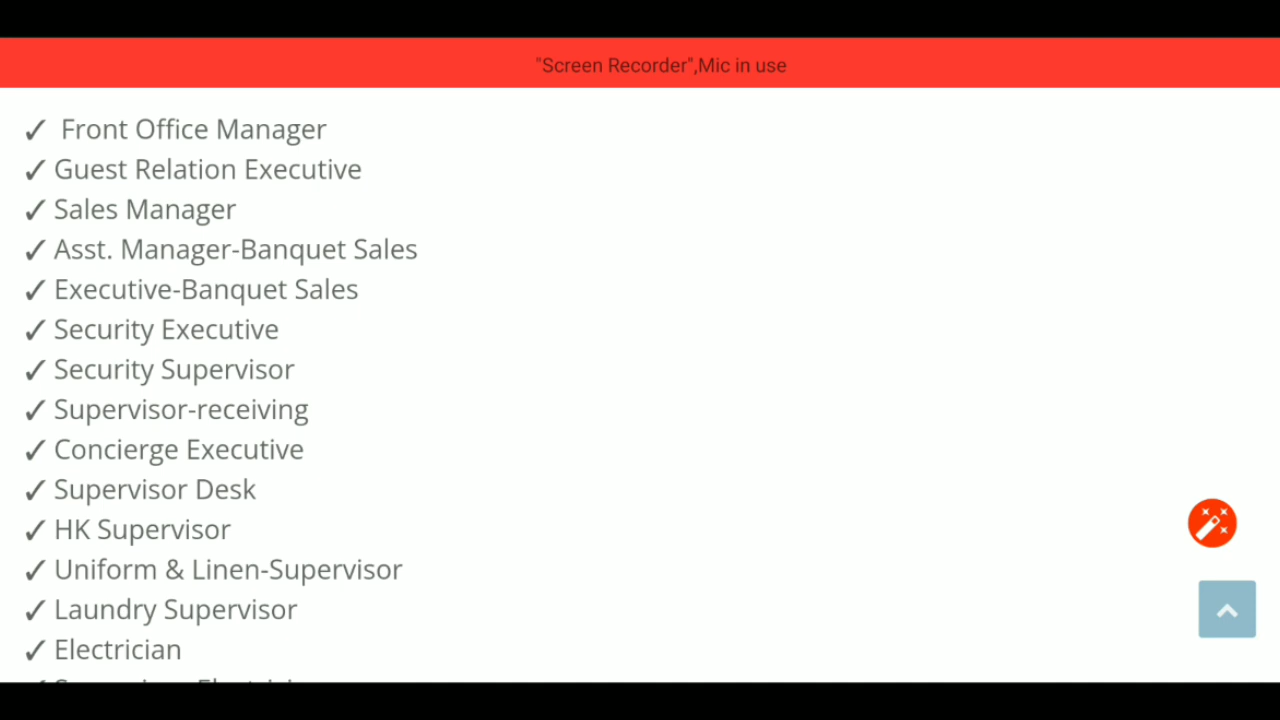 "Screen Recorder",Mic in use
✓ Front Office Manager
✓ Guest Relation Executive
✓ Sales Manager
✓ Asst. Manager-Banquet Sales
✓ Executive-Banquet Sales
✓ Security Executive
✓ Security Supervisor
✓ Supervisor-receiving
✓ Concierge Executive
✓ Supervisor Desk
✓ HK Supervisor
✓ Uniform & Linen-Supervisor
✓ Laundry Supervisor
✓ Electrician